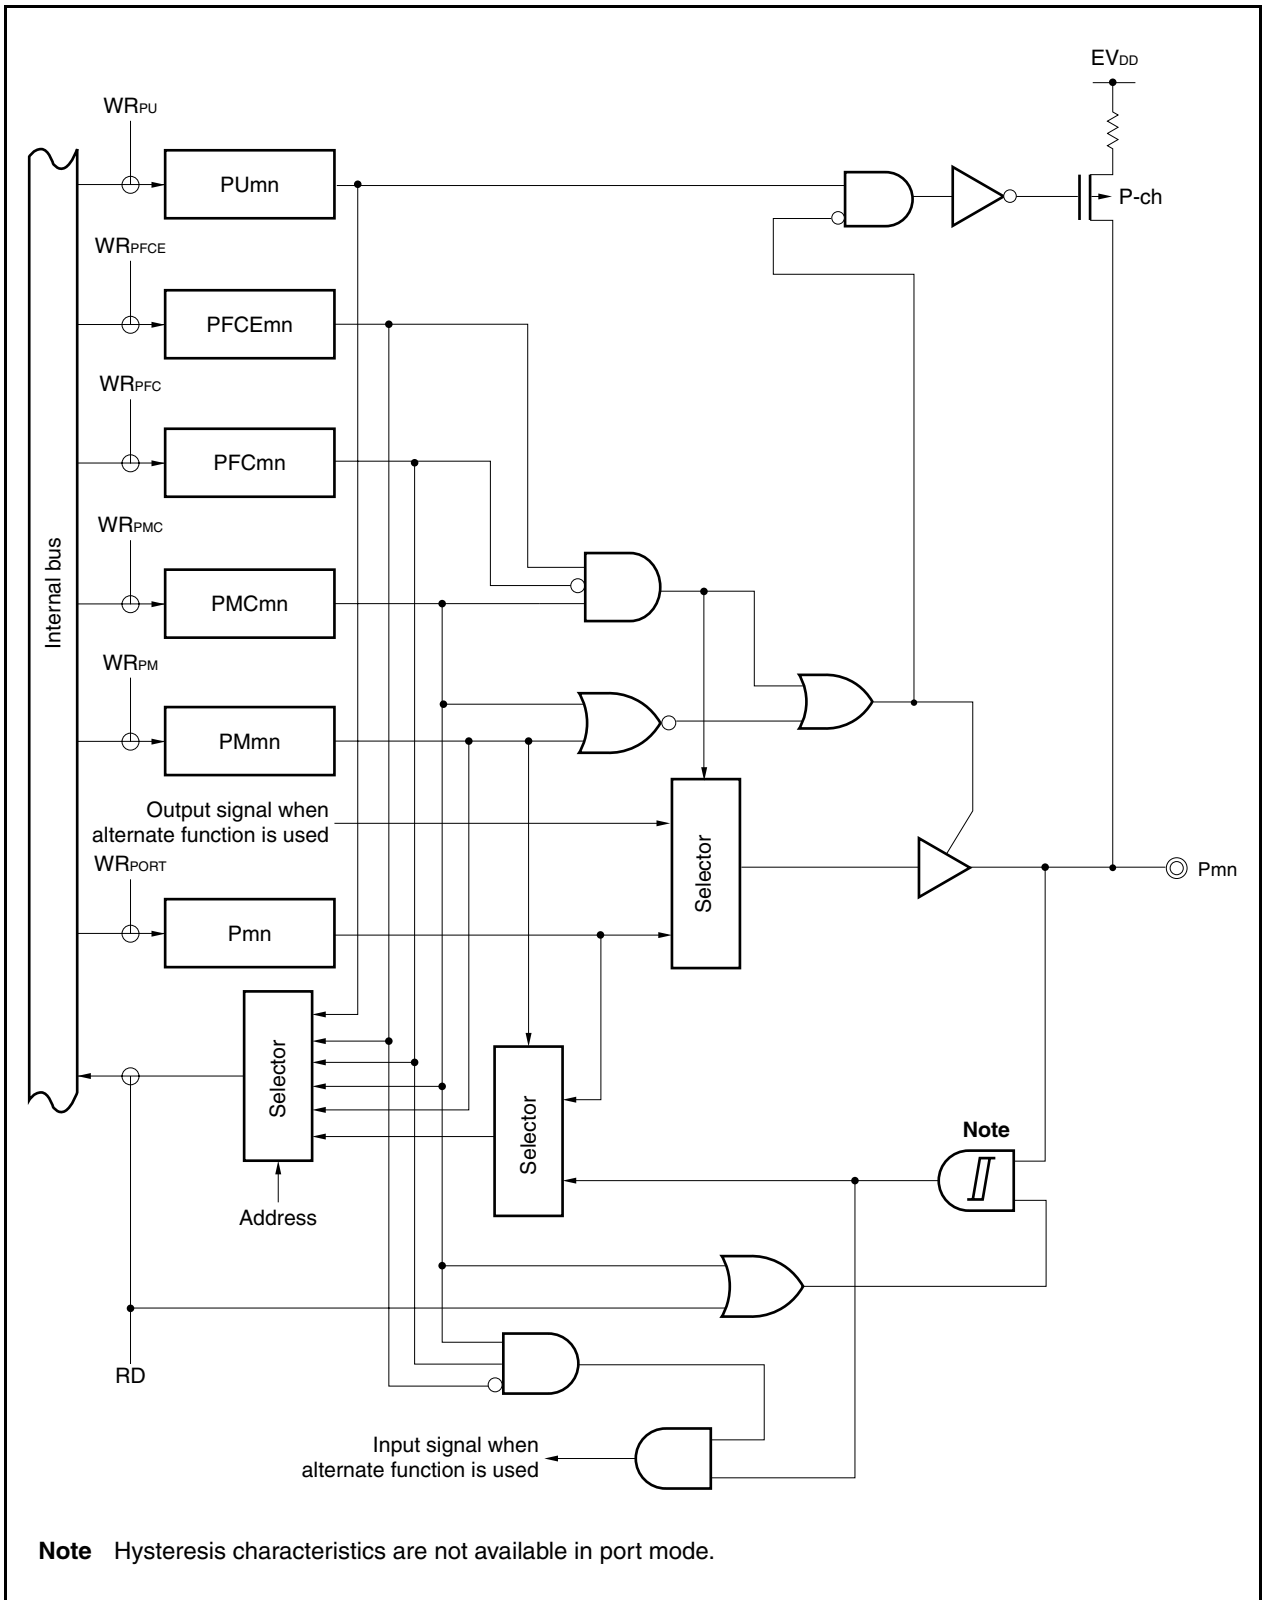 EVDD
WRPU
PUmn
P-ch
WRPFCE
PFCEmn
WRPFC
PFCmn
WRPMC
PMCmn
Internal bus
WRPM
PMmn
Output signal when
alternate function is used
WRPORT
Selector
Pmn
Pmn
Selector
Selector
Note
Address
RD
Input signal when
alternate function is used
Note Hysteresis characteristics are not available in port mode.